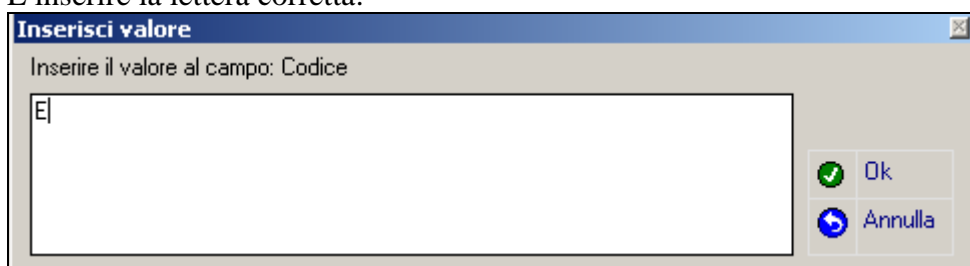 E inserire la lettera corretta:
Inserisci valore
Inserire il valore al campo: Codice
E
Ok
Annulla